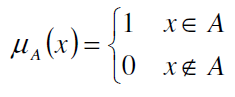 μ_A(x) = { 1 x ∈ A
0 x ∉ A